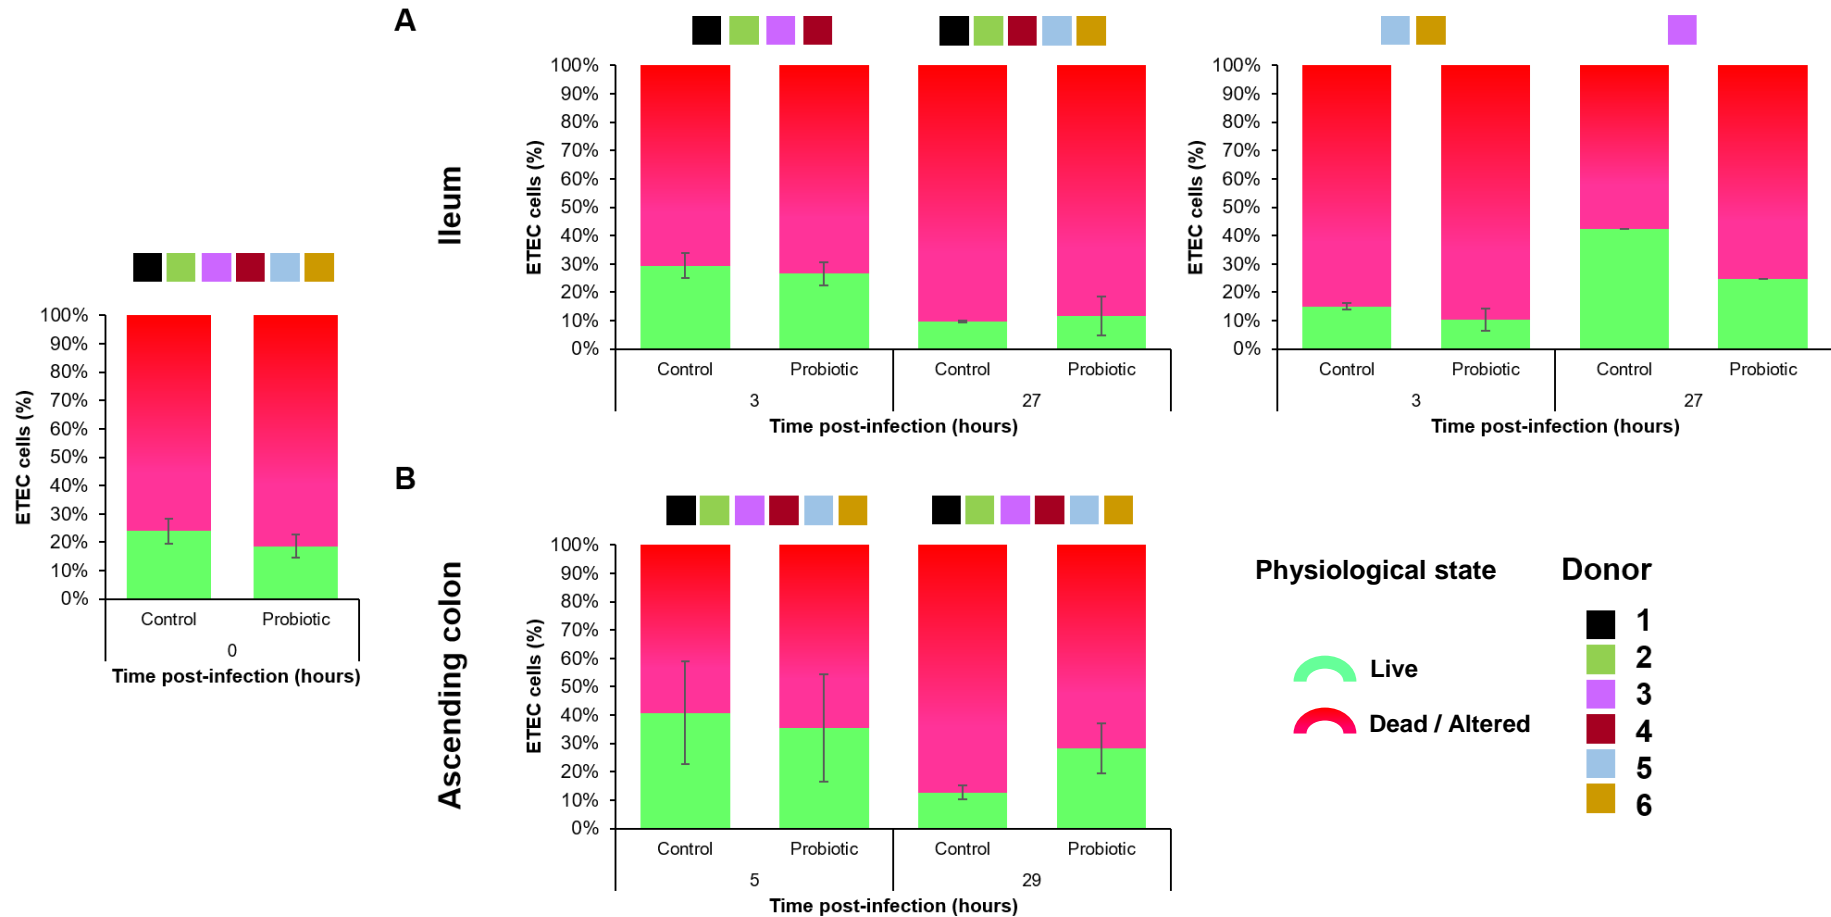 A
Ileum
ETEC cells (%)
100%
90%
80%
70%
60%
50%
40%
30%
20%
10%
0%
Control
Probiotic
Control
Probiotic
3
27
Time post-infection (hours)
ETEC cells (%)
100%
90%
80%
70%
60%
50%
40%
30%
20%
10%
0%
Control
Probiotic
Control
Probiotic
3
27
Time post-infection (hours)
ETEC cells (%)
100%
90%
80%
70%
60%
50%
40%
30%
20%
10%
0%
Control
Probiotic
0
Time post-infection (hours)
B
Ascending colon
ETEC cells (%)
100%
90%
80%
70%
60%
50%
40%
30%
20%
10%
0%
Control
Probiotic
Control
Probiotic
5
29
Time post-infection (hours)
Physiological state
Live
Dead / Altered
Donor
1
2
3
4
5
6